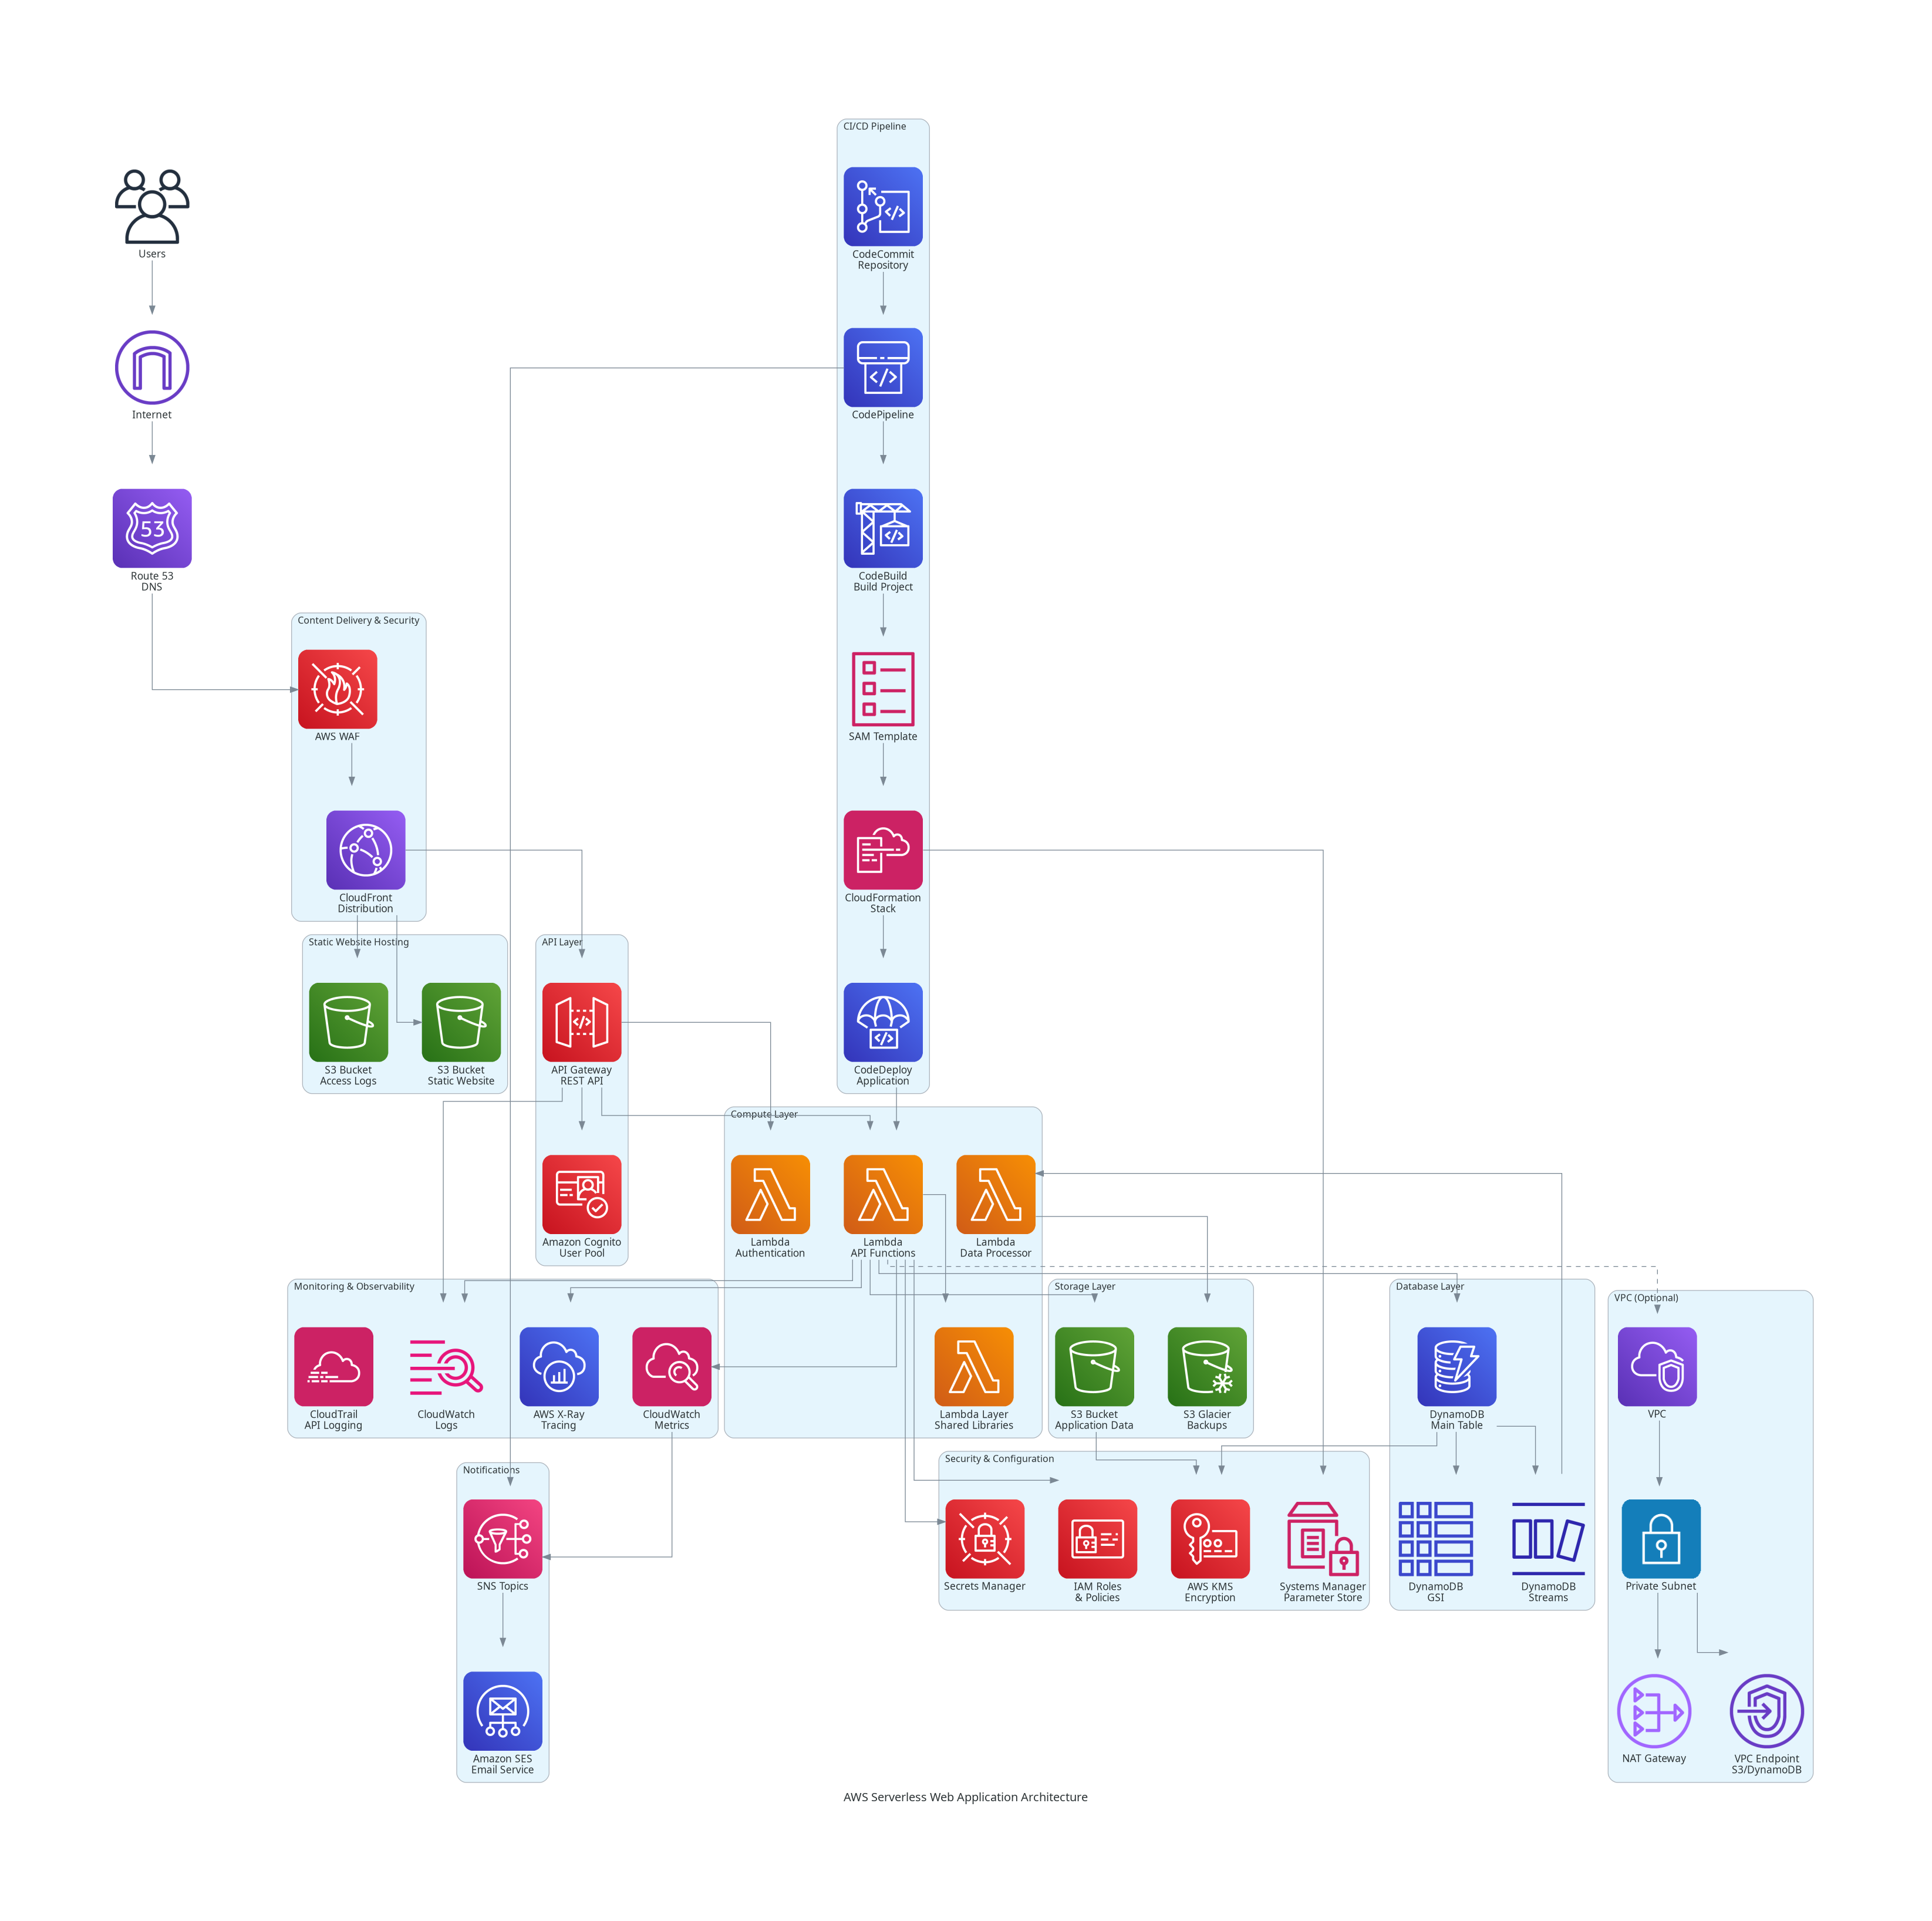 CI/CD Pipeline
Users
CodeCommit
Repository
Internet
CodePipeline
53
Route 53
DNS
CodeBuild
Build Project
Content Delivery & Security
AWS WAF
SAM Template
CloudFront
Distribution
CloudFormation
Stack
Static Website Hosting
API Layer
S3 Bucket
Access Logs
S3 Bucket
Static Website
API Gateway
REST API
CodeDeploy
Application
Compute Layer
Amazon Cognito
User Pool
Lambda
Authentication
Lambda
API Functions
Lambda
Data Processor
Monitoring & Observability
Storage Layer
Database Layer
VPC (Optional)
CloudTrail
API Logging
CloudWatch
Logs
AWS X-Ray
Tracing
CloudWatch
Metrics
Lambda Layer
Shared Libraries
S3 Bucket
Application Data
S3 Glacier
Backups
DynamoDB
Main Table
VPC
Notifications
Security & Configuration
SNS Topics
Secrets Manager
IAM Roles
& Policies
AWS KMS
Encryption
Systems Manager
Parameter Store
DynamoDB
GSI
DynamoDB
Streams
Private Subnet
Amazon SES
Email Service
NAT Gateway
VPC Endpoint
S3/DynamoDB
AWS Serverless Web Application Architecture